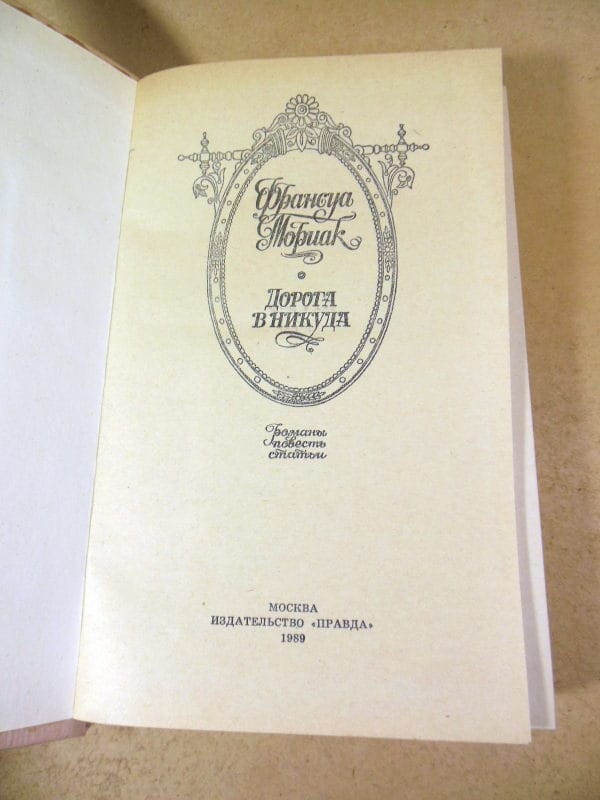 Франсуа
Мориак
Дорога
в никуда
Романы
повесть
статьи
МОСКВА
ИЗДАТЕЛЬСТВО «ПРАВДА»
1989